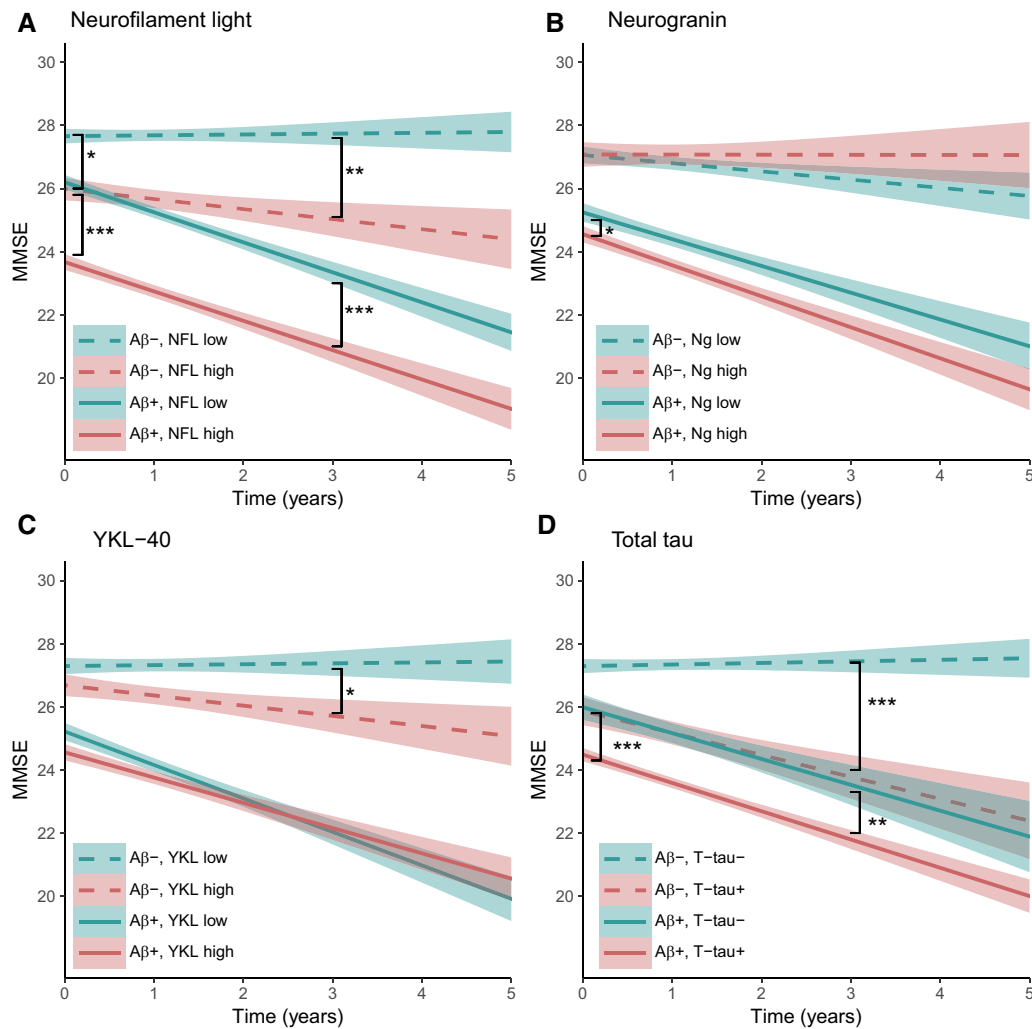 A Neurofilament light
MMSE
30
28
26
24
22
20
*
***
**
***
Aβ−, NFL low
Aβ−, NFL high
Aβ+, NFL low
Aβ+, NFL high
0 1 2 3 4 5
Time (years)
B Neurogranin
MMSE
30
28
26
24
22
20
*
Aβ−, Ng low
Aβ−, Ng high
Aβ+, Ng low
Aβ+, Ng high
0 1 2 3 4 5
Time (years)
C YKL−40
MMSE
30
28
26
24
22
20
*
Aβ−, YKL low
Aβ−, YKL high
Aβ+, YKL low
Aβ+, YKL high
0 1 2 3 4 5
Time (years)
D Total tau
MMSE
30
28
26
24
22
20
***
***
**
Aβ−, T−tau−
Aβ−, T−tau+
Aβ+, T−tau−
Aβ+, T−tau+
0 1 2 3 4 5
Time (years)